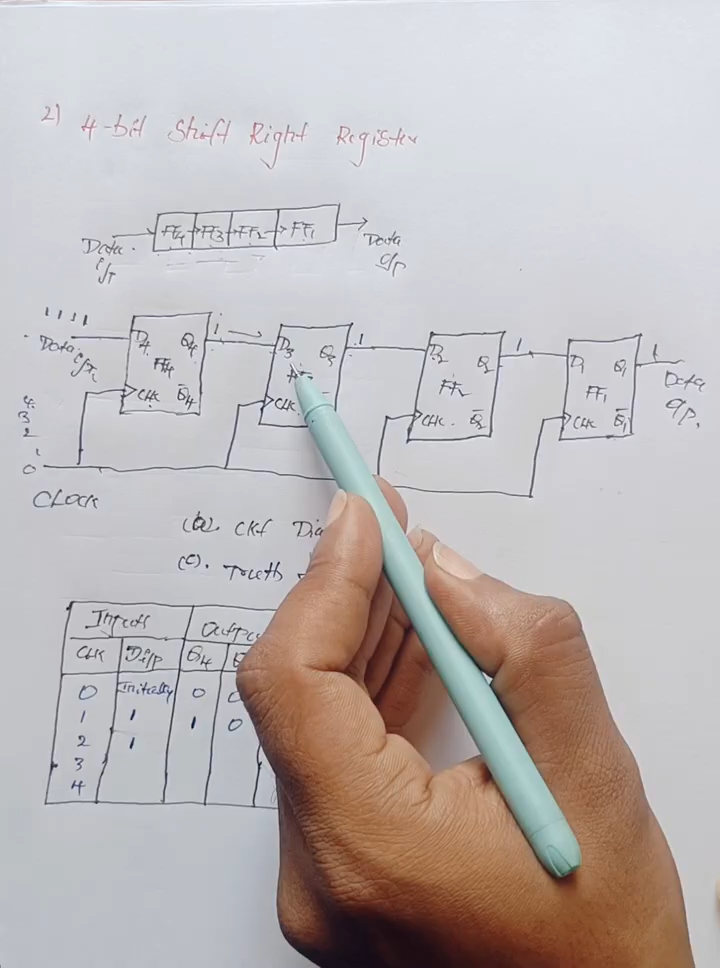 2) 4-bit Shift Right Register
FF4 FF3 FF2 FF1
Data i/p
Data o/p
1 1 1 1
Data i/p
D4 Q4 1 D3 Q3 1 D2 Q2 1 D1 Q1 1
FF4 FF2 FF1
CLK Q̅4 CLK CLK Q̅2 CLK Q̅1
Data o/p.
4
3
2
1
0
CLOCK
(b). CKT Dia
(c). Truth
Inputs Outpu
CLK Di/p Q4
0 Initially 0 0
1 1 1 0
2 1
3
4